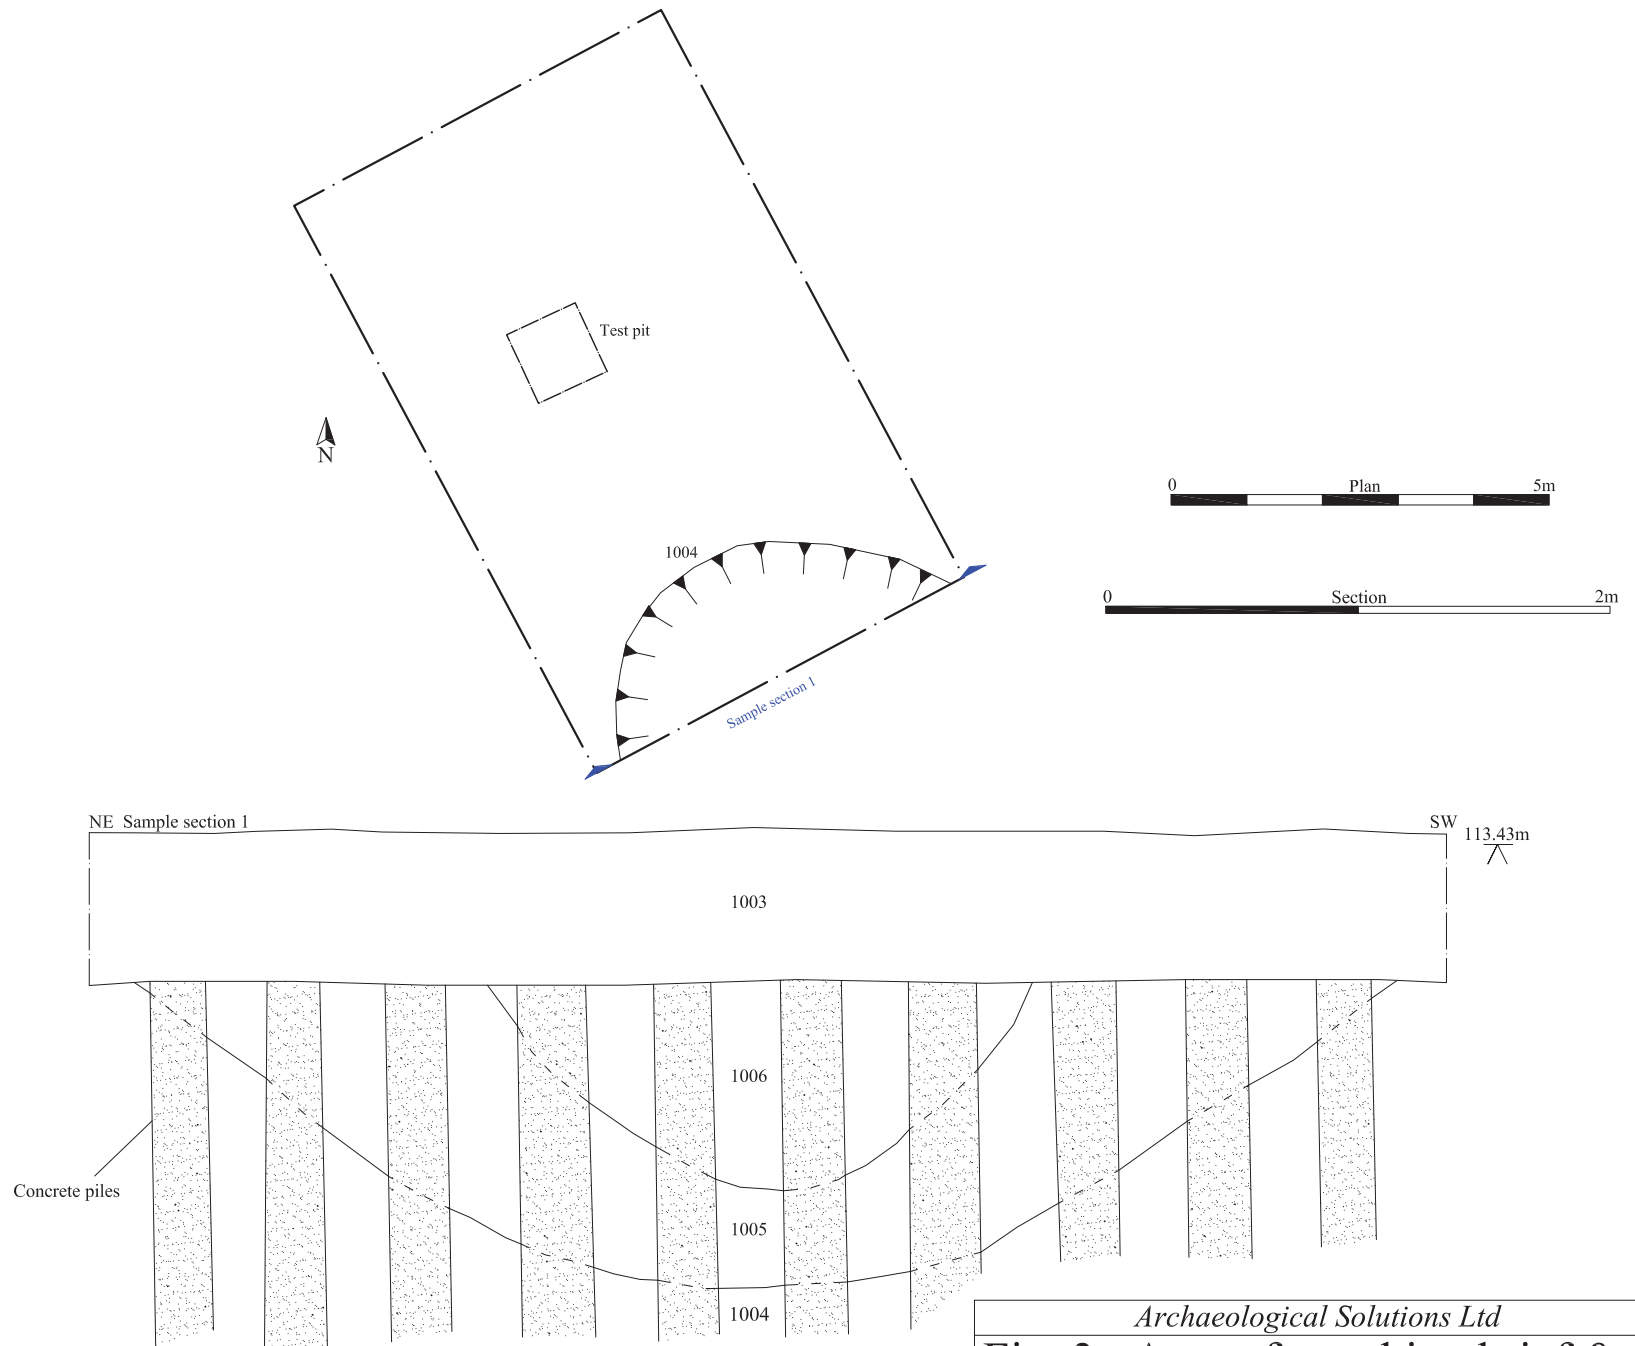 Test pit
N
0 Plan 5m
1004
0 Section 2m
Sample section 1
NE Sample section 1
SW
113.43m
1003
1006
Concrete piles
1005
1004
Archaeological Solutions Ltd